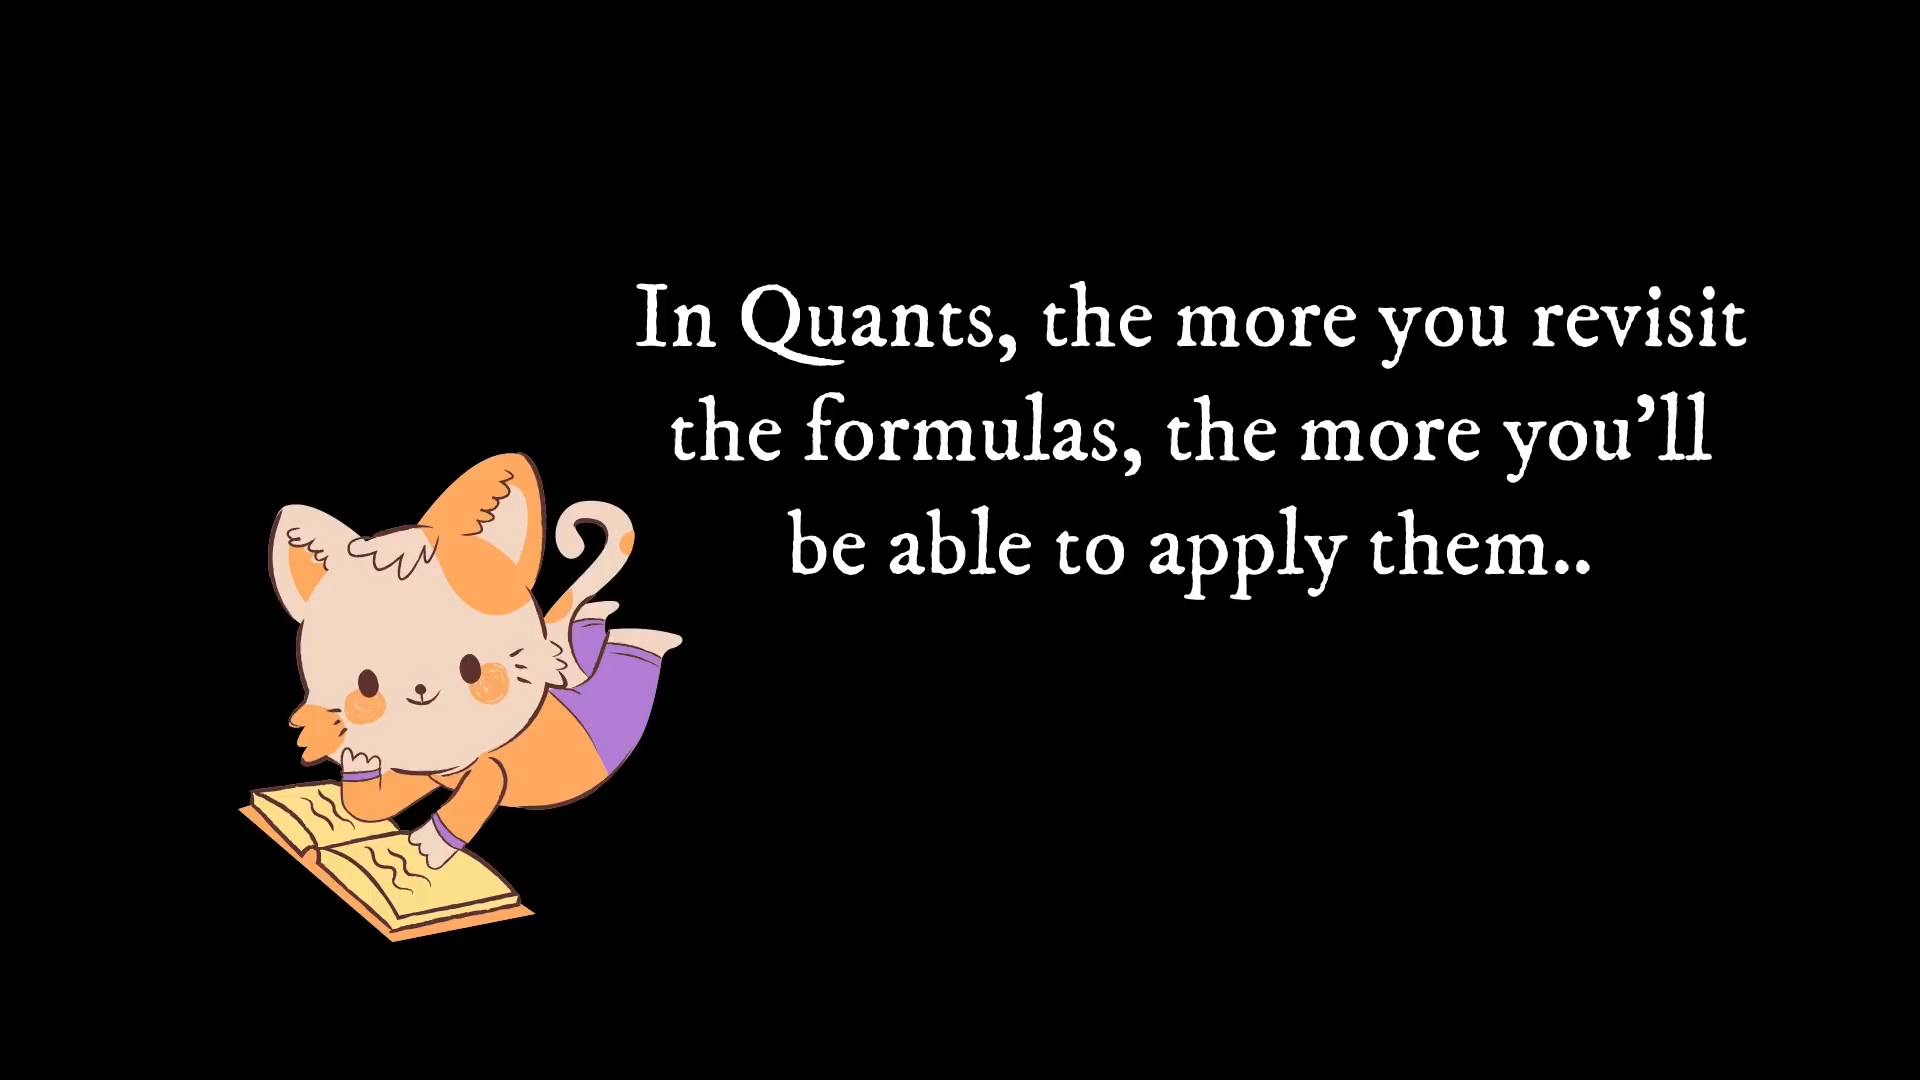 In Quants, the more you revisit
the formulas, the more you’ll
be able to apply them..